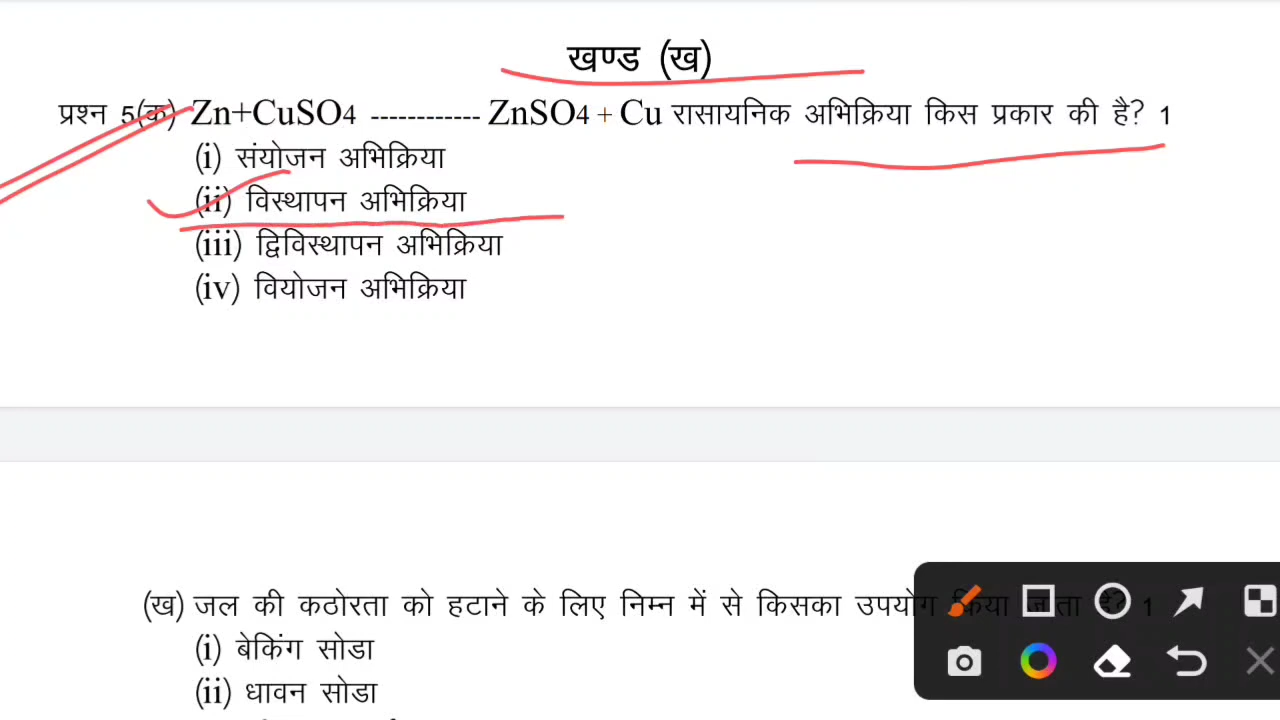 खण्ड (ख)
प्रश्न 5(क) Zn+CuSO4 ------------ ZnSO4 + Cu रासायनिक अभिक्रिया किस प्रकार की है? 1
(i) संयोजन अभिक्रिया
(ii) विस्थापन अभिक्रिया
(iii) द्विविस्थापन अभिक्रिया
(iv) वियोजन अभिक्रिया
(ख) जल की कठोरता को हटाने के लिए निम्न में से किसका उपयोग किया जाता है? 1
(i) बेकिंग सोडा
(ii) धावन सोडा